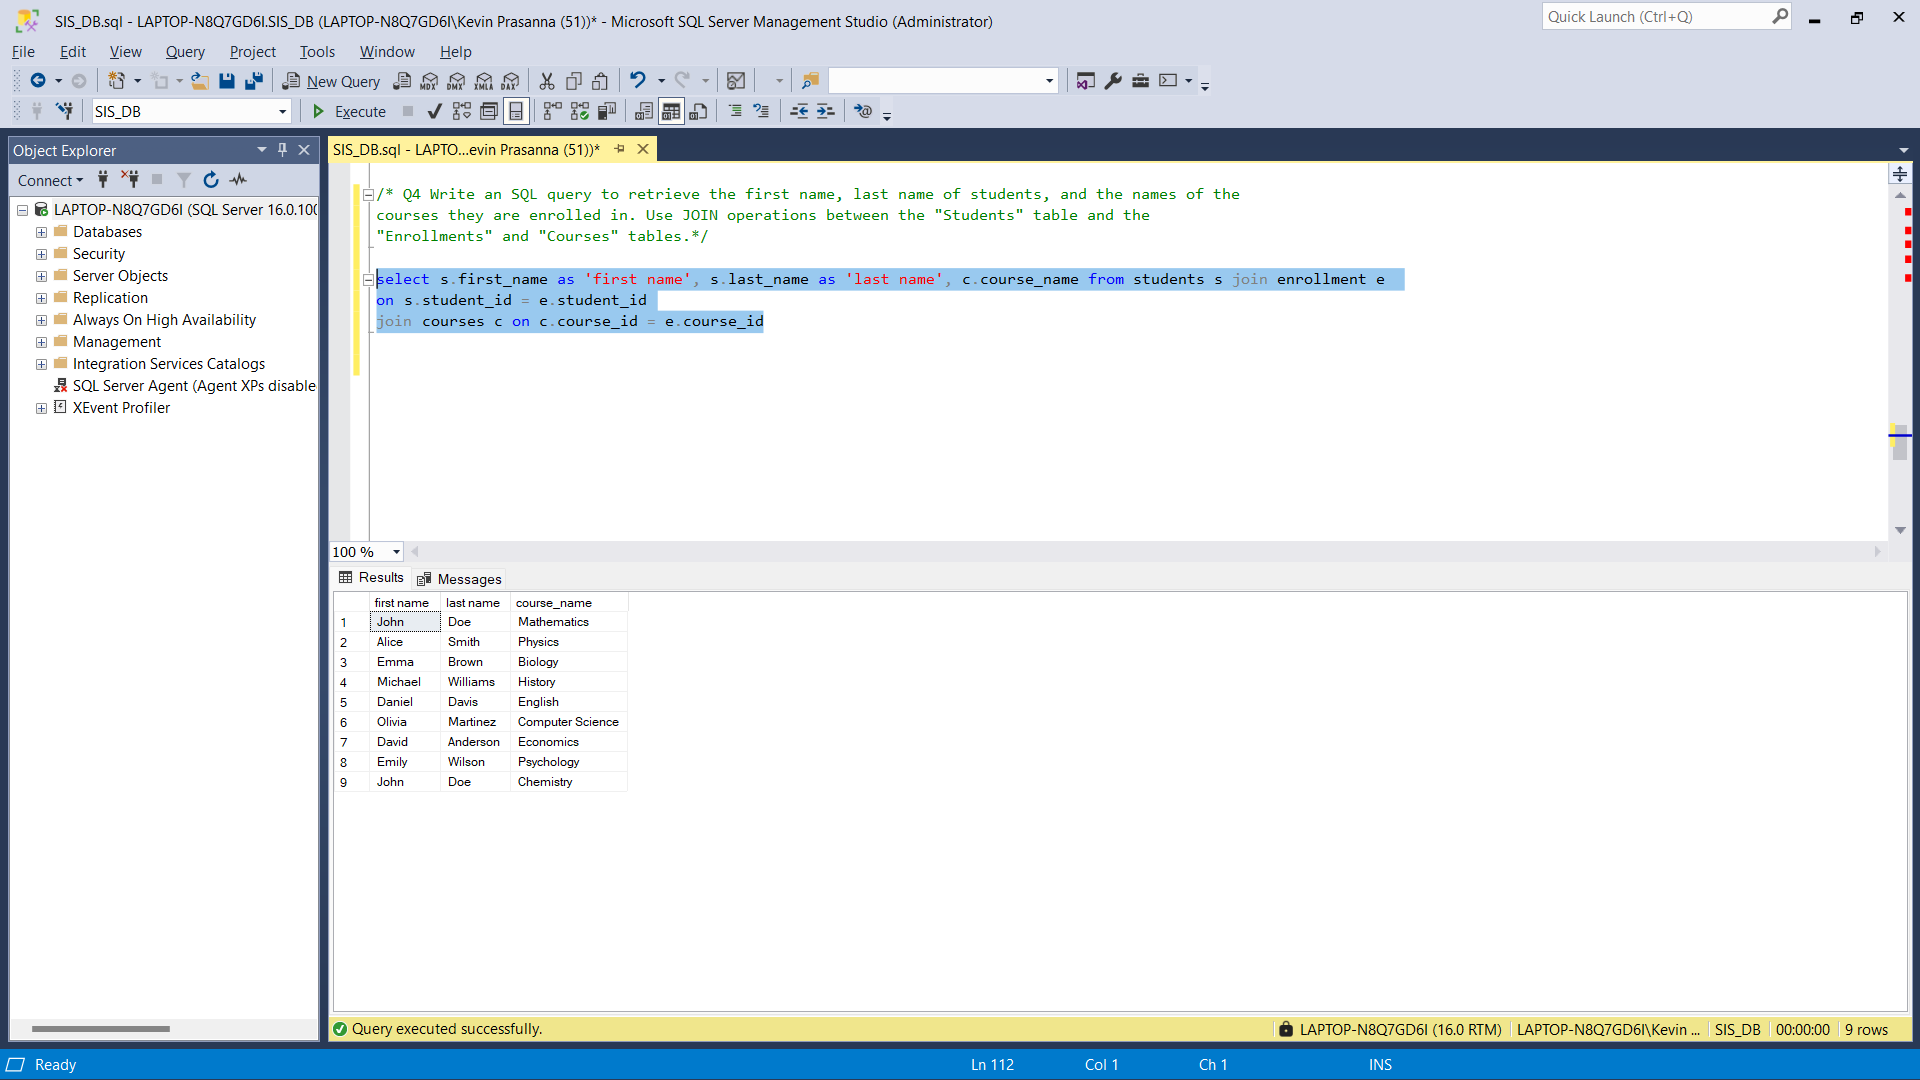 SIS_DB.sql - LAPTOP-N8Q7GD6I.SIS_DB (LAPTOP-N8Q7GD6I\Kevin Prasanna (51))* - Microsoft SQL Server Management Studio (Administrator)
Quick Launch (Ctrl+Q)
File Edit View Query Project Tools Window Help
New Query MDX DMX XMLA DAX
SIS_DB Execute
Object Explorer
SIS_DB.sql - LAPTO...evin Prasanna (51))*
Connect
LAPTOP-N8Q7GD6I (SQL Server 16.0.100
Databases
Security
Server Objects
Replication
Always On High Availability
Management
Integration Services Catalogs
SQL Server Agent (Agent XPs disable
XEvent Profiler
/* Q4 Write an SQL query to retrieve the first name, last name of students, and the names of the
courses they are enrolled in. Use JOIN operations between the "Students" table and the
"Enrollments" and "Courses" tables.*/
select s.first_name as 'first name', s.last_name as 'last name', c.course_name from students s join enrollment e
on s.student_id = e.student_id
join courses c on c.course_id = e.course_id
100 %
Results Messages
first name last name course_name
1 John Doe Mathematics
2 Alice Smith Physics
3 Emma Brown Biology
4 Michael Williams History
5 Daniel Davis English
6 Olivia Martinez Computer Science
7 David Anderson Economics
8 Emily Wilson Psychology
9 John Doe Chemistry
Query executed successfully.
LAPTOP-N8Q7GD6I (16.0 RTM) LAPTOP-N8Q7GD6I\Kevin ... SIS_DB 00:00:00 9 rows
Ready Ln 112 Col 1 Ch 1 INS